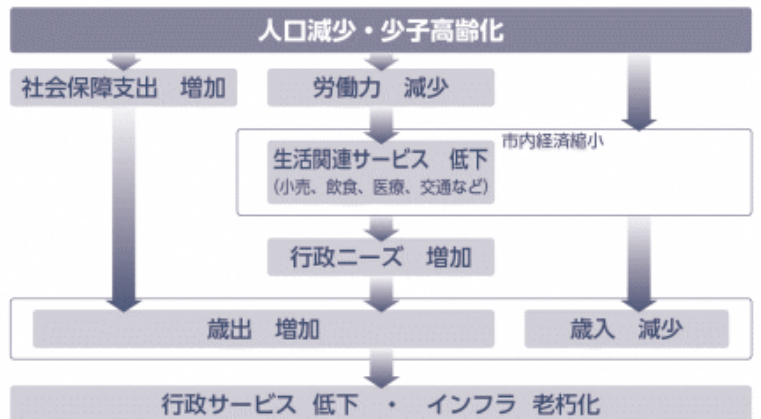 人口減少・少子高齢化
社会保障支出 増加
労働力 減少
市内経済縮小
生活関連サービス 低下
(小売、飲食、医療、交通など)
行政ニーズ 増加
歳出 増加
歳入 減少
行政サービス 低下 ・ インフラ 老朽化